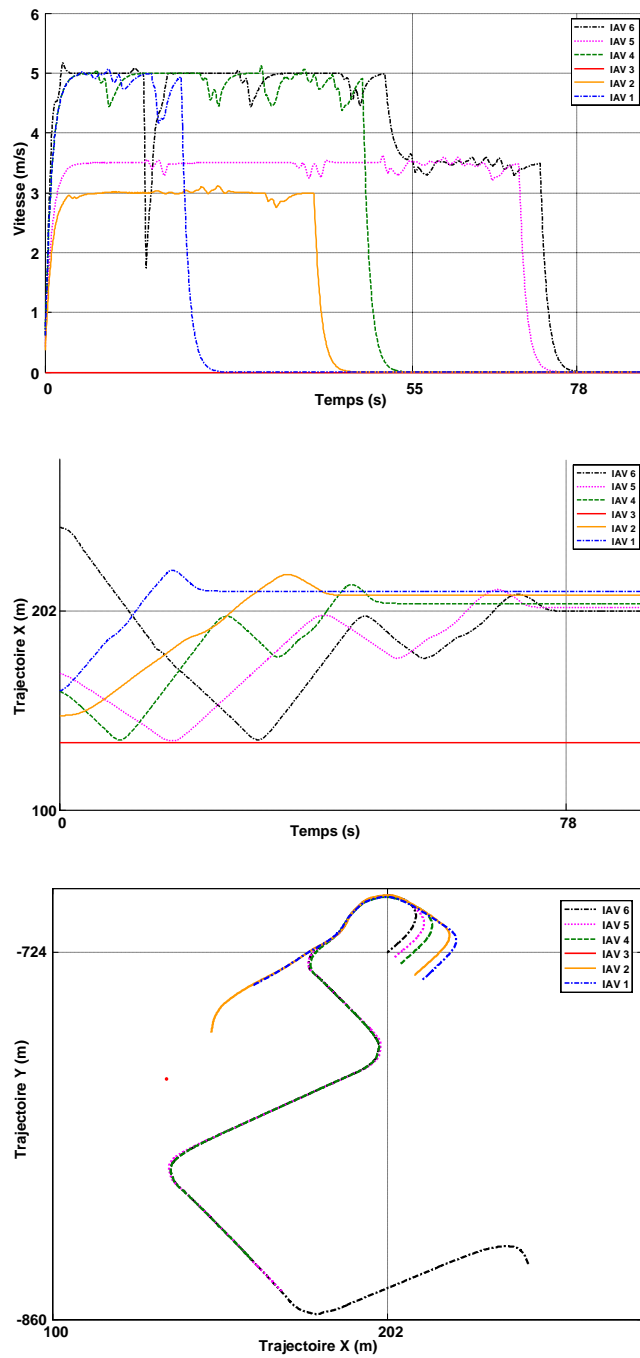 6
5
4
3
2
1
0
Vitesse (m/s)
0
55
78
Temps (s)
IAV 6
IAV 5
IAV 4
IAV 3
IAV 2
IAV 1
202
100
Trajectoire X (m)
0
78
Temps (s)
IAV 6
IAV 5
IAV 4
IAV 3
IAV 2
IAV 1
-724
-860
Trajectoire Y (m)
100
202
Trajectoire X (m)
IAV 6
IAV 5
IAV 4
IAV 3
IAV 2
IAV 1